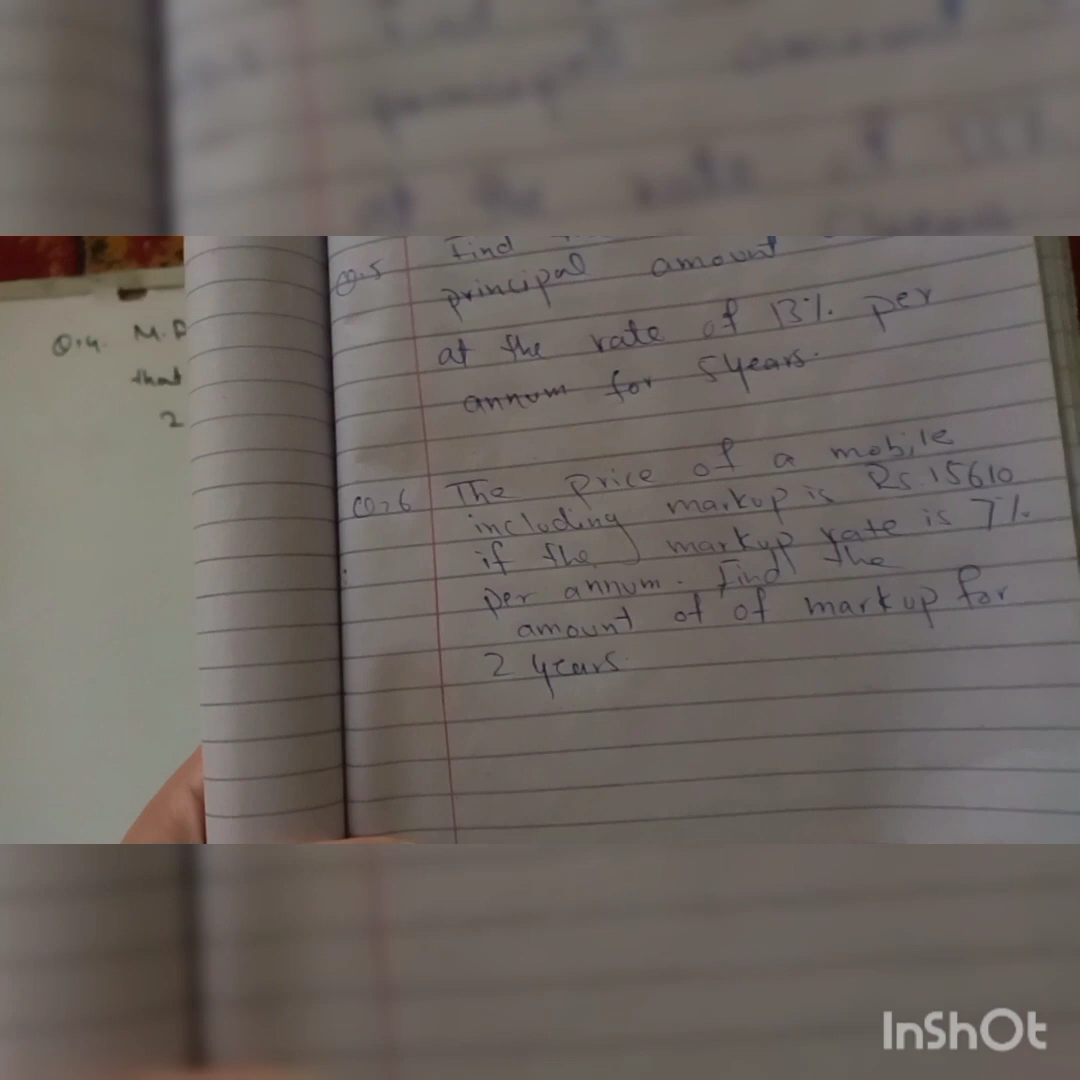 Find
Q.5
principal amount
at the rate of 13% per
annum for 5 years.
Q.4. M.
that
2
Q.6 The price of a mobile
including markup is Rs. 15610
if the markup rate is 7%
per annum. Find the
amount of of markup for
2 years.
InShOt